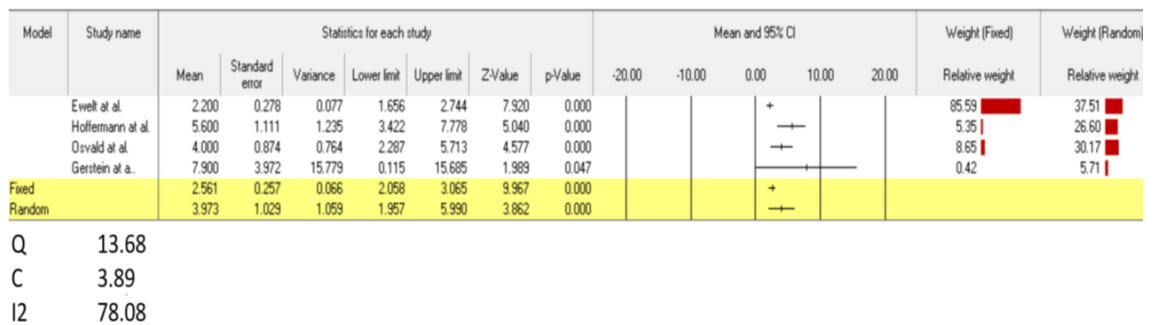 Model Study name Statistics for each study Mean and 95% CI Weight (Fixed) Weight (Random)
Mean Standard error Variance Lower limit Upper limit Z-Value p-Value -20.00 -10.00 0.00 10.00 20.00 Relative weight Relative weight
Ewelt at al. 2.200 0.278 0.077 1.656 2.744 7.920 0.000 85.59 37.51
Hoffermann at al. 5.600 1.111 1.235 3.422 7.778 5.040 0.000 5.35 26.60
Osvald at al. 4.000 0.874 0.764 2.287 5.713 4.577 0.000 8.65 30.17
Gerstein at a.. 7.900 3.972 15.779 0.115 15.685 1.989 0.047 0.42 5.71
Fixed 2.561 0.257 0.066 2.058 3.065 9.967 0.000
Random 3.973 1.029 1.059 1.957 5.990 3.862 0.000
Q 13.68
C 3.89
I2 78.08